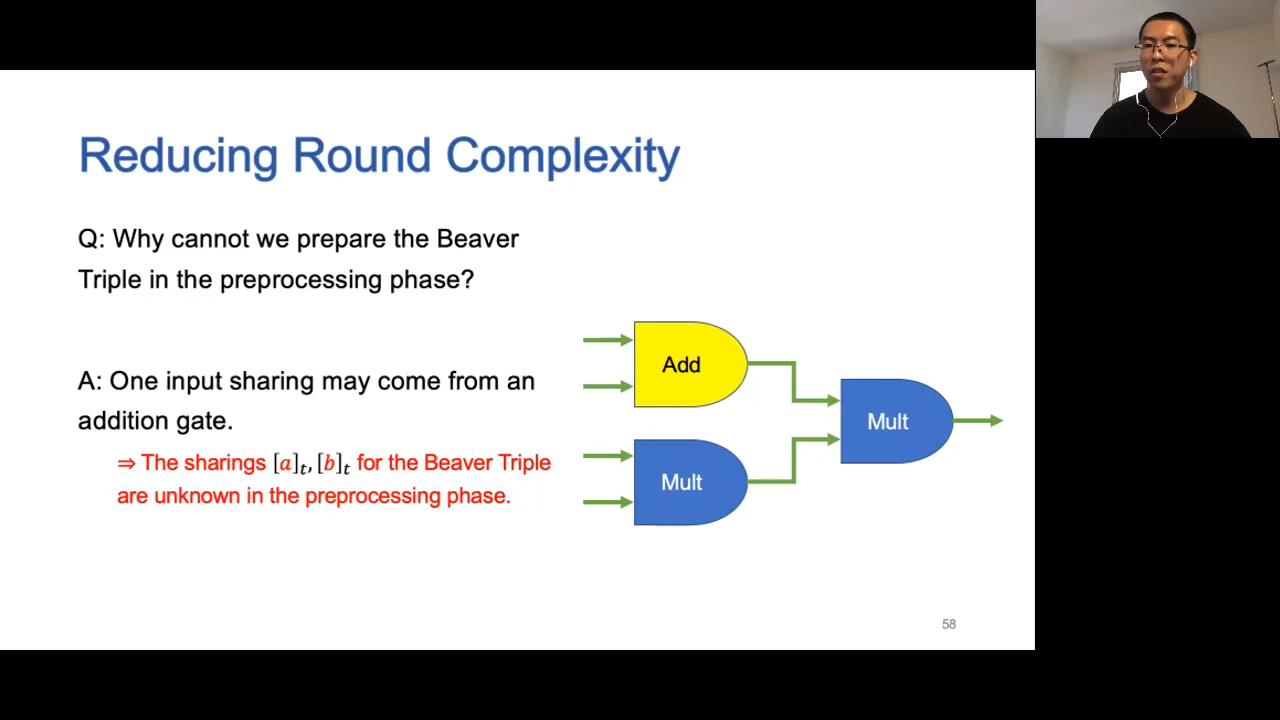 Reducing Round Complexity
Q: Why cannot we prepare the Beaver
Triple in the preprocessing phase?
A: One input sharing may come from an
addition gate.
⇒ The sharings [a]_t, [b]_t for the Beaver Triple
are unknown in the preprocessing phase.
Add
Mult
Mult
58